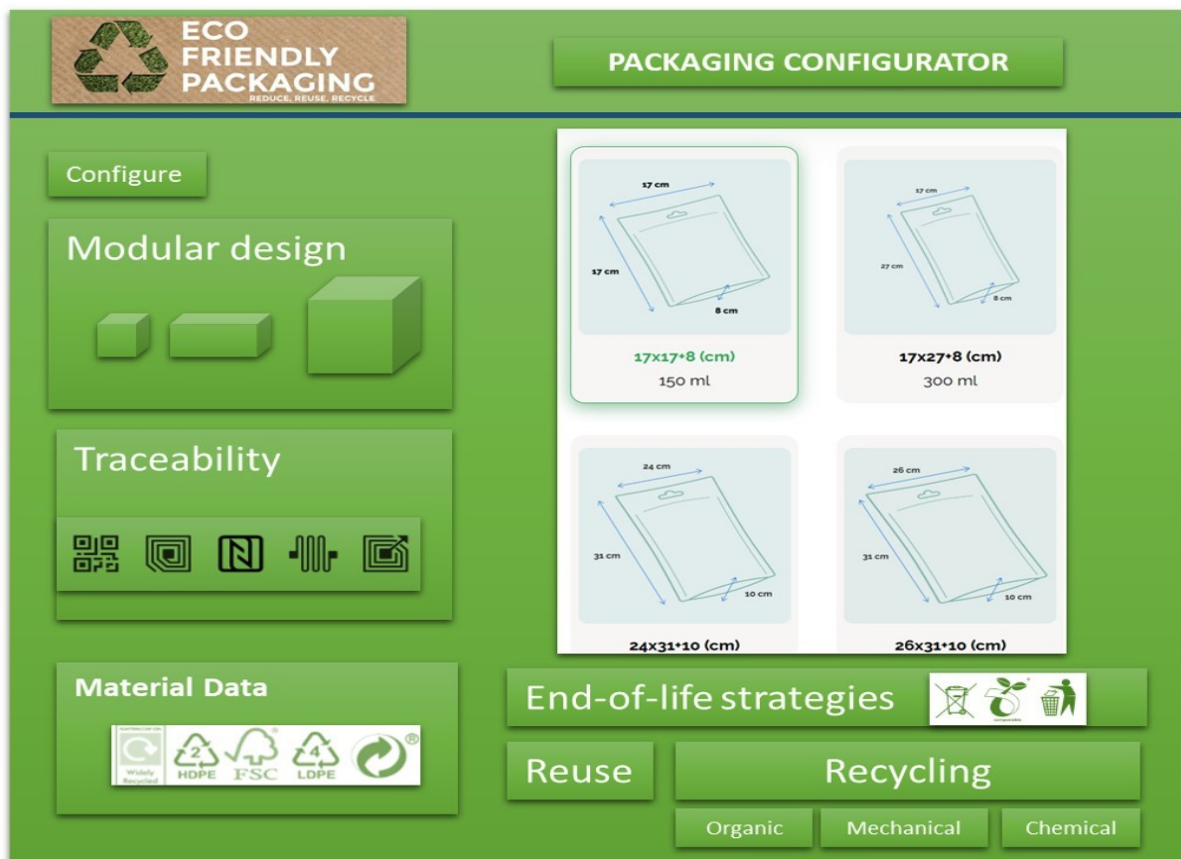 ECO
FRIENDLY
PACKAGING
REDUCE, REUSE, RECYCLE
PACKAGING CONFIGURATOR
Configure
Modular design
Traceability
Material Data
Widely
Recycled
2
HDPE
FSC
4
LDPE
®
17 cm
17 cm
8 cm
17x17+8 (cm)
150 ml
17 cm
27 cm
8 cm
17x27+8 (cm)
300 ml
24 cm
31 cm
10 cm
24x31+10 (cm)
26 cm
31 cm
10 cm
26x31+10 (cm)
End-of-life strategies
compostable
Reuse
Recycling
Organic
Mechanical
Chemical